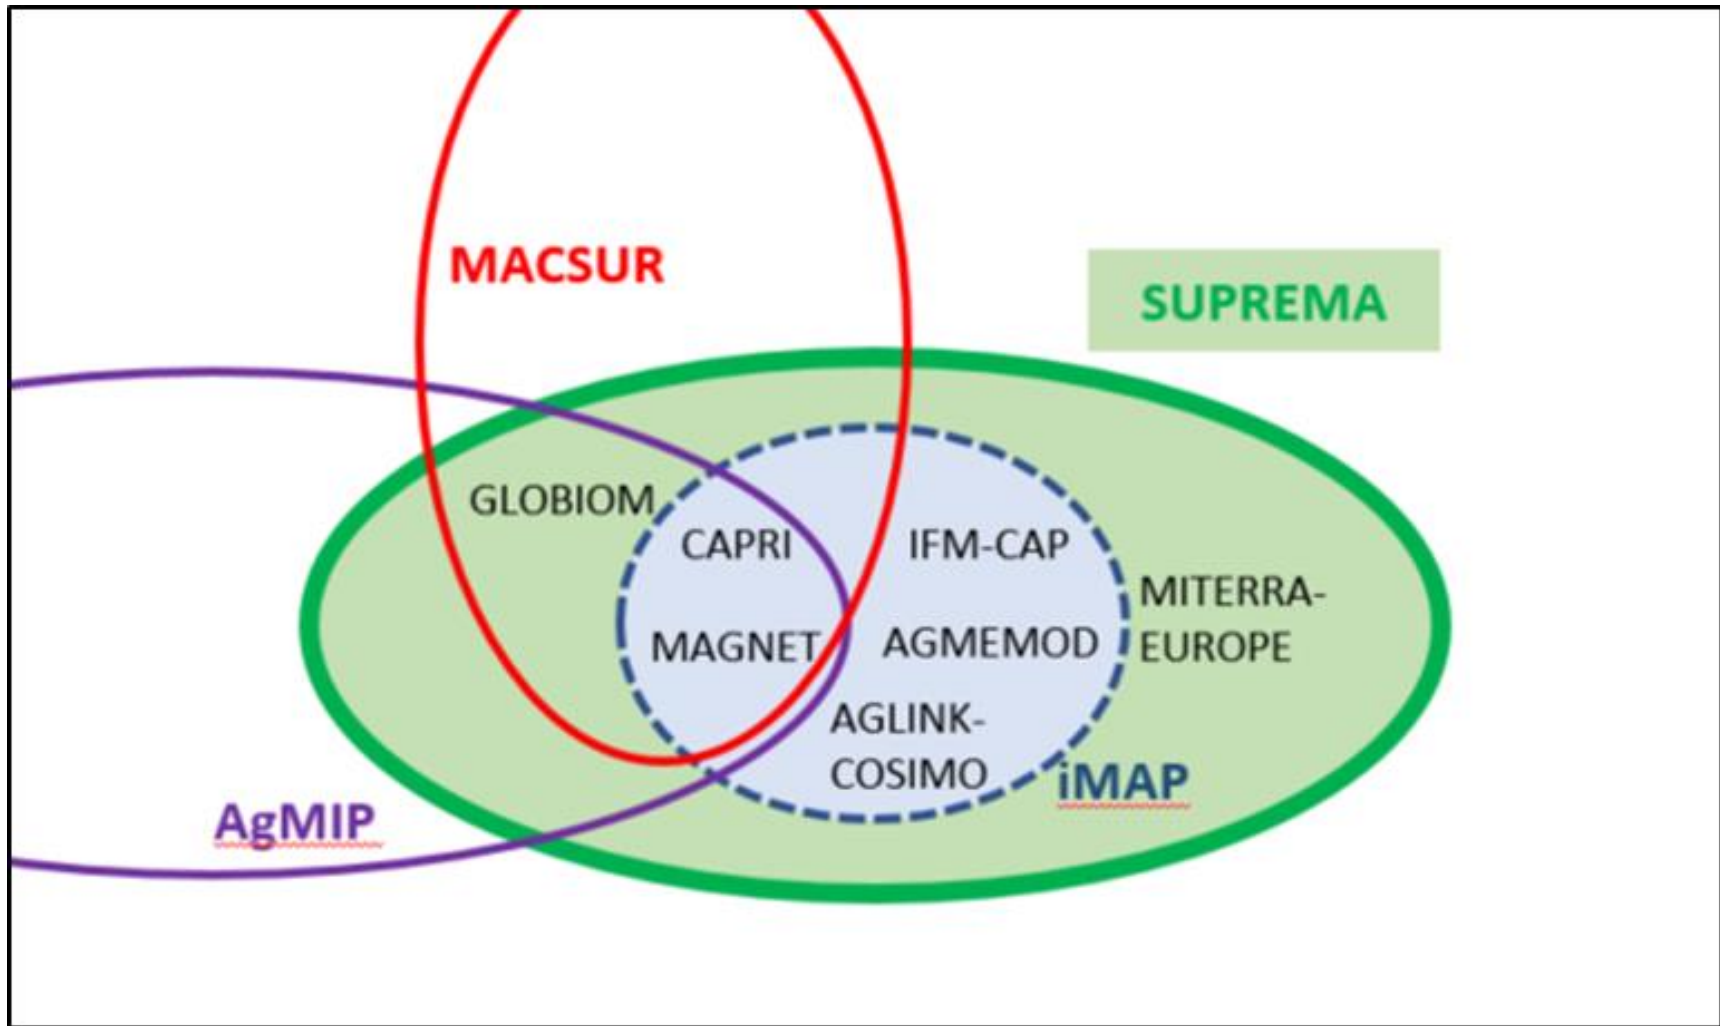 MACSUR
SUPREMA
GLOBIOM
CAPRI
IFM-CAP
MITERRA-
EUROPE
MAGNET
AGMEMOD
AGLINK-
COSIMO
iMAP
AgMIP